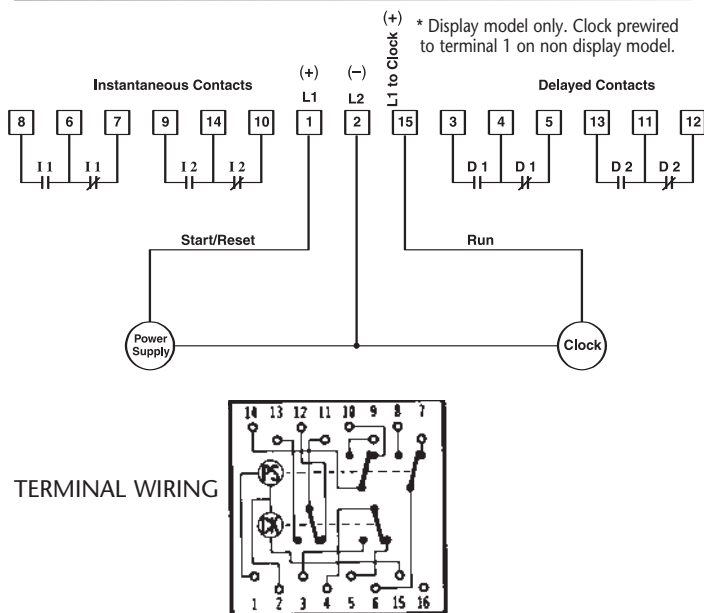 * Display model only. Clock prewired
to terminal 1 on non display model.
(+)
L1 to Clock
(+) (–)
Instantaneous Contacts L1 L2 Delayed Contacts
8 6 7 9 14 10 1 2 15 3 4 5 13 11 12
I 1 I 1 I 2 I 2 D 1 D 1 D 2 D 2
Start/Reset Run
Power
Supply
Clock
TERMINAL WIRING
14 13 12 11 10 9 8 7
PS
DX
1 2 3 4 5 6 15 16